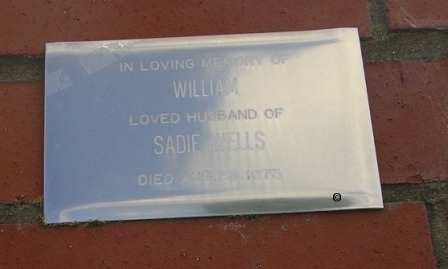 IN LOVING MEMORY OF
WILLIAM
LOVED HUSBAND OF
SADIE WELLS
DIED